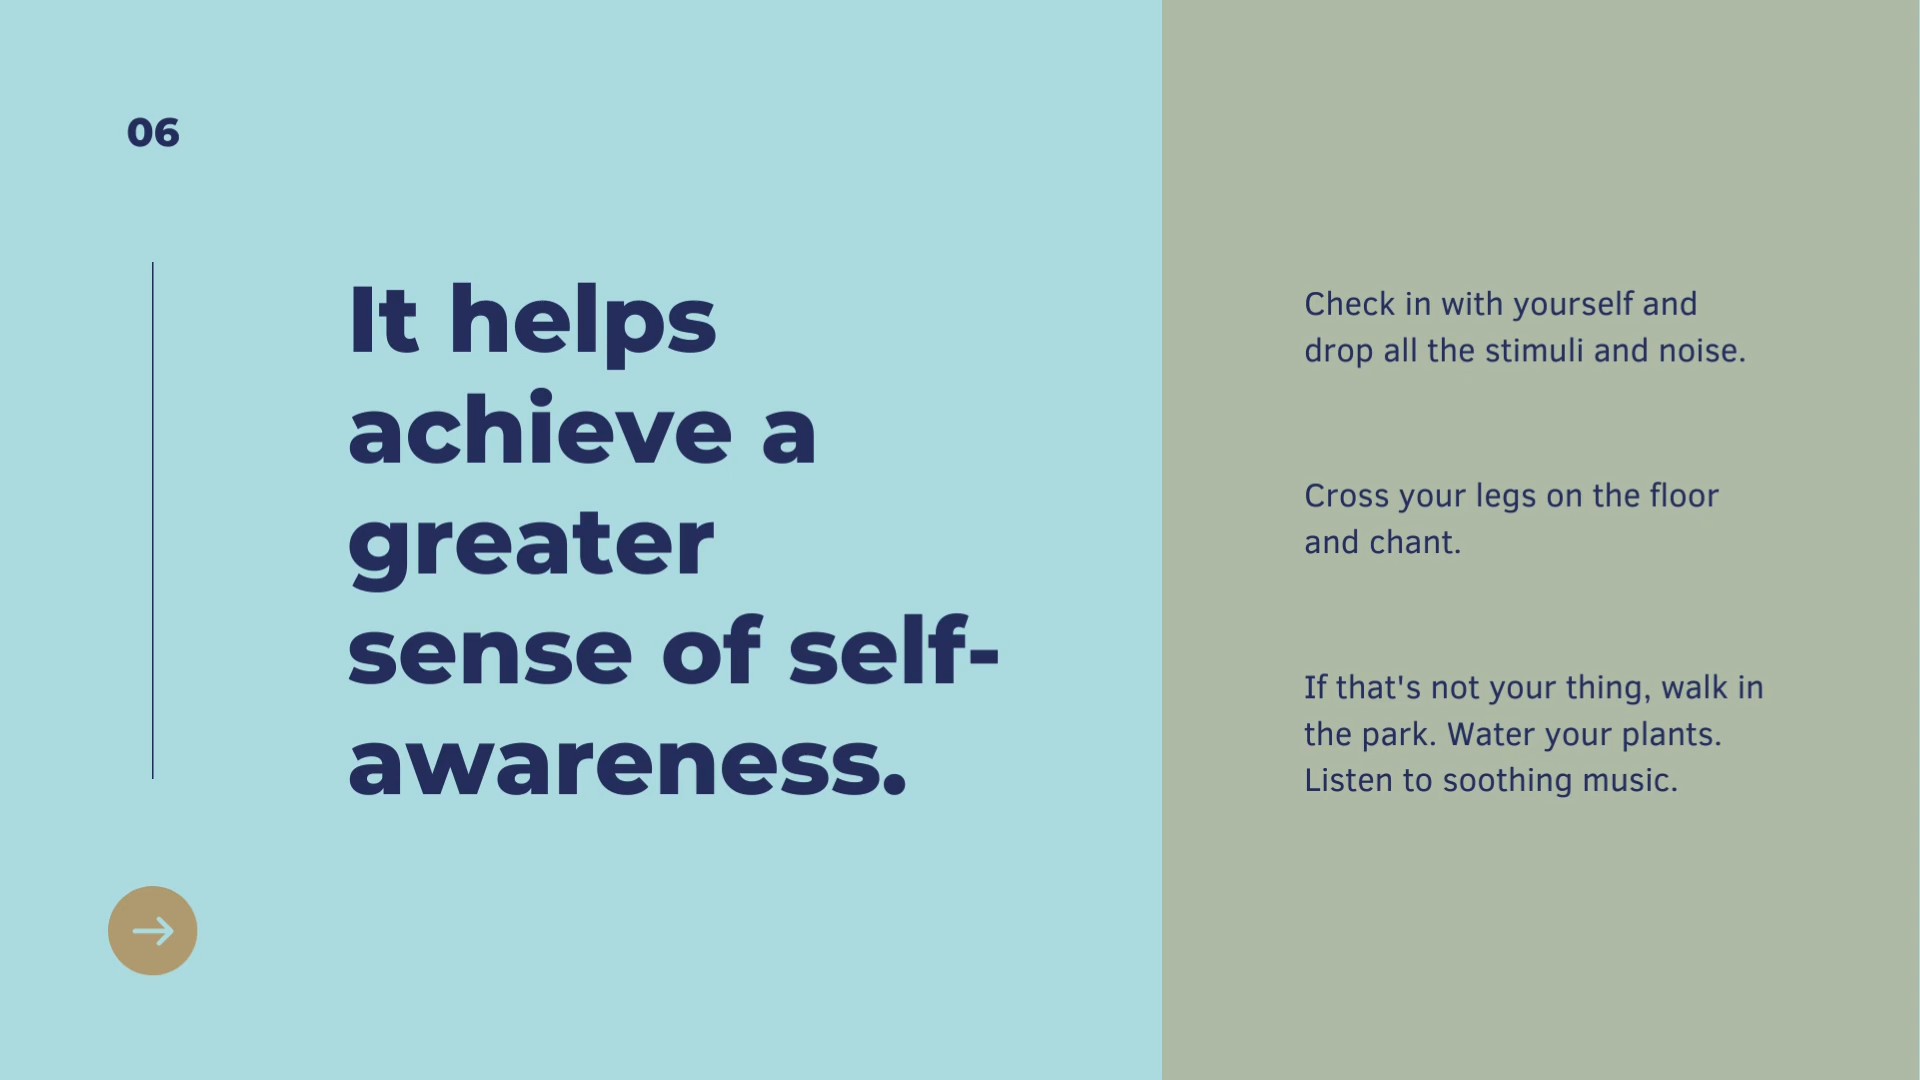 06
It helps
achieve a
greater
sense of self-
awareness.
Check in with yourself and
drop all the stimuli and noise.
Cross your legs on the floor
and chant.
If that's not your thing, walk in
the park. Water your plants.
Listen to soothing music.